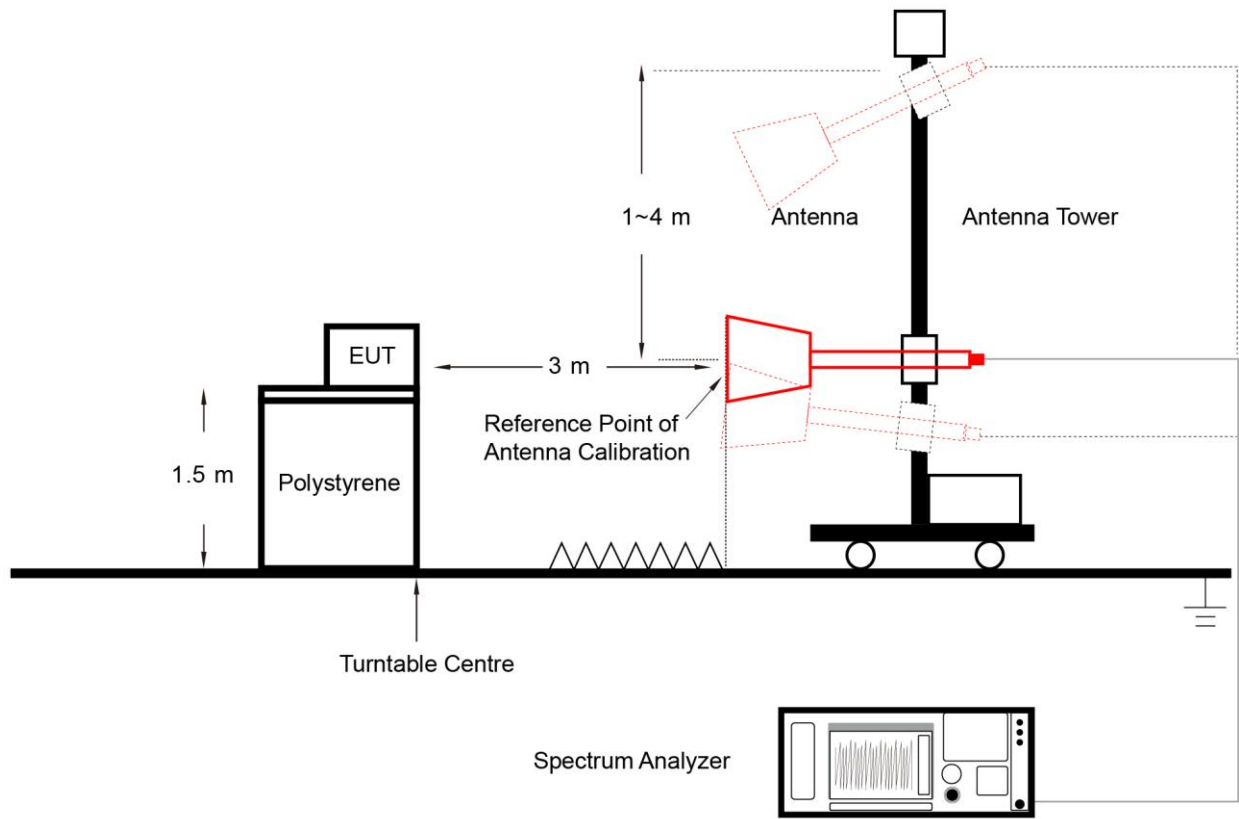 1~4 m
Antenna
Antenna Tower
EUT
3 m
Reference Point of
Antenna Calibration
1.5 m
Polystyrene
Turntable Centre
Spectrum Analyzer